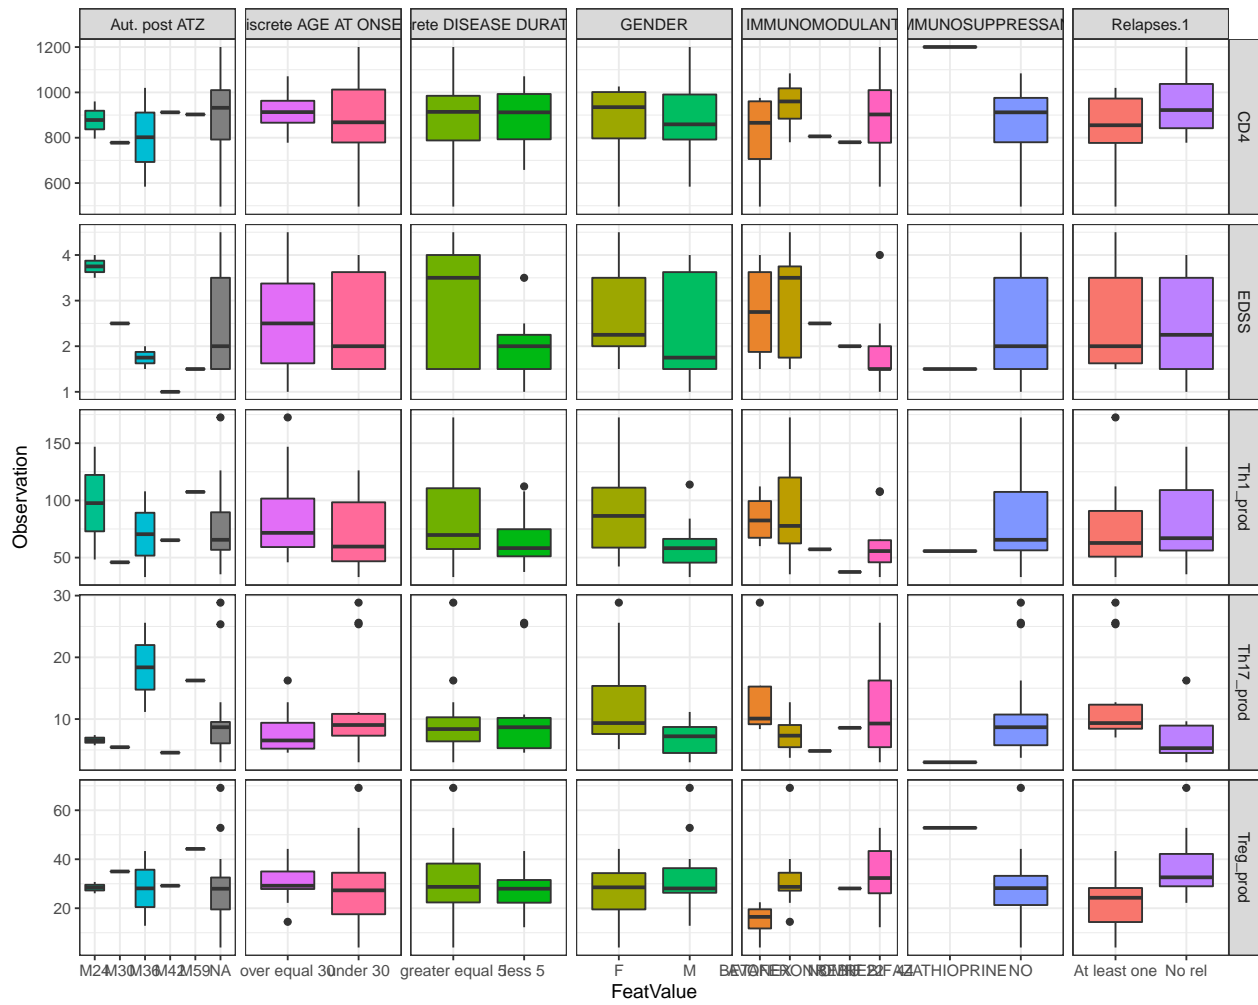 Aut. post ATZ
iscrete AGE AT ONSE
rete DISEASE DURAT
GENDER
IMMUNOMODULANT
MMUNOSUPPRESSAN
Relapses.1
1200
1000
800
600
CD4
4
3
2
1
EDSS
150
100
50
Th1_prod
30
20
10
Th17_prod
60
40
20
Treg_prod
Observation
M24 M30 M36 M42 M59 NA
over equal 30 under 30
greater equal 5 less 5
F M
AZATHIOPRINE NO
At least one No rel
FeatValue